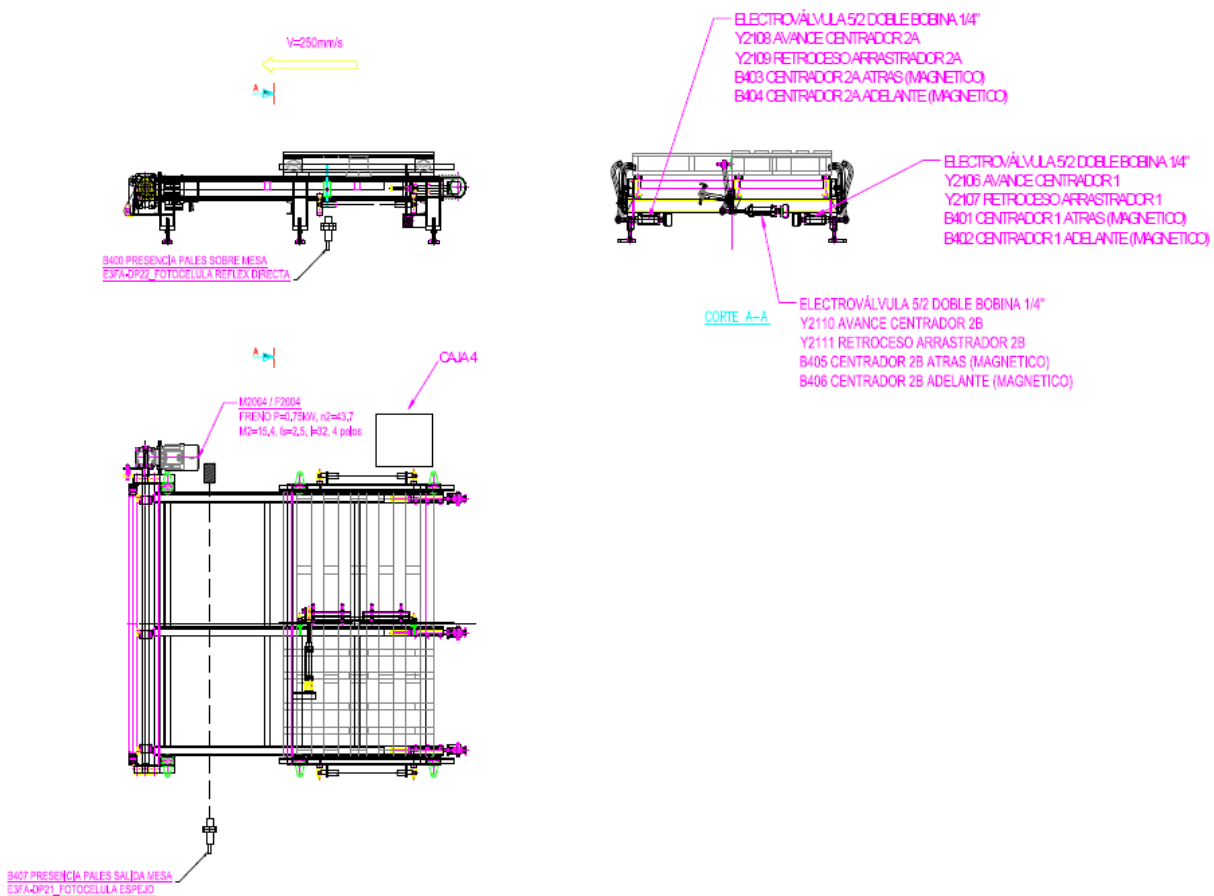 ELECTROVÁLVULA 5/2 DOBLE BOBINA 1/4"
Y2108 AVANCE CENTRADOR 2A
Y2109 RETROCESO ARRASTRADOR 2A
B403 CENTRADOR 2A ATRAS (MAGNETICO)
B404 CENTRADOR 2A ADELANTE (MAGNETICO)
V=250mm/s
A
ELECTROVÁLVULA 5/2 DOBLE BOBINA 1/4"
Y2106 AVANCE CENTRADOR 1
Y2107 RETROCESO ARRASTRADOR 1
B401 CENTRADOR 1 ATRAS (MAGNETICO)
B402 CENTRADOR 1 ADELANTE (MAGNETICO)
B400 PRESENCIA PALES SOBRE MESA
E3FA-DP22_FOTOCELULA REFLEX DIRECTA
CORTE A-A
ELECTROVÁLVULA 5/2 DOBLE BOBINA 1/4"
Y2110 AVANCE CENTRADOR 2B
Y2111 RETROCESO ARRASTRADOR 2B
B405 CENTRADOR 2B ATRAS (MAGNETICO)
B406 CENTRADOR 2B ADELANTE (MAGNETICO)
A
CAJA 4
M2004 / F2004
FRENO P=0,75kW, n2=43,7
M2=15,4, fs=2,5, i=32, 4 polos
B407 PRESENCIA PALES SALIDA MESA
E3FA-DP21_FOTOCELULA ESPEJO